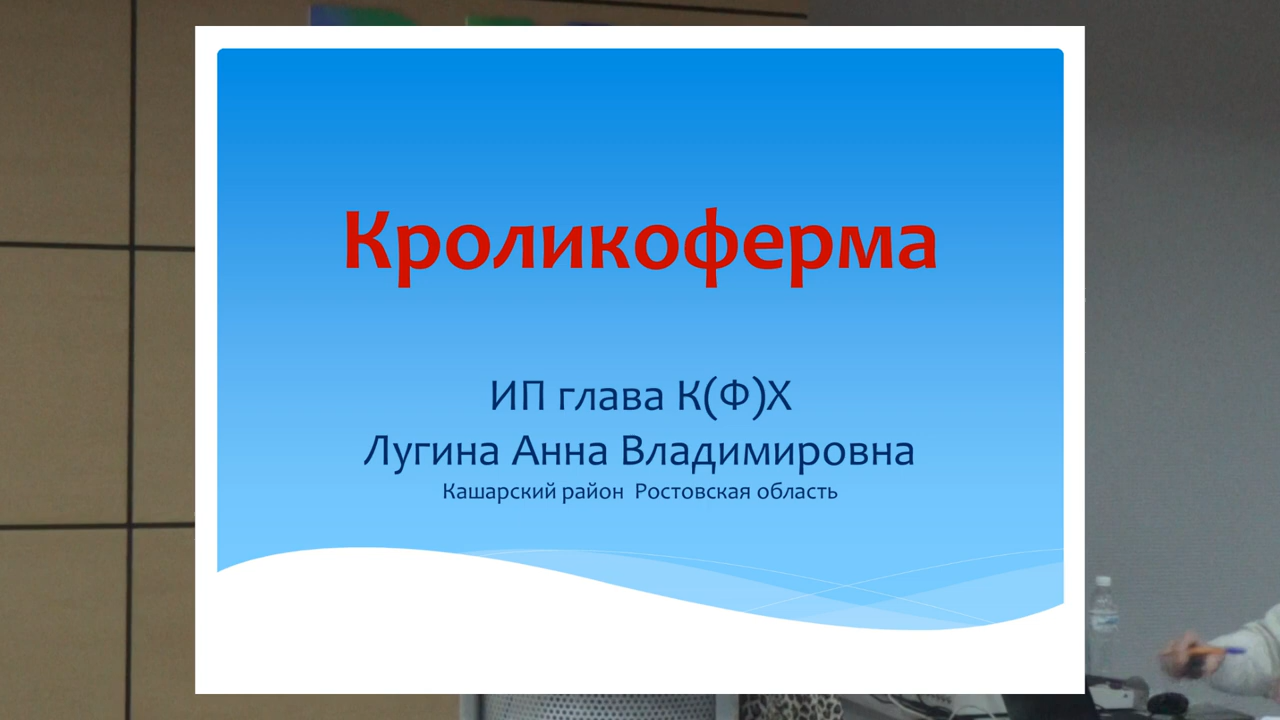 Кроликоферма
ИП глава К(Ф)Х
Лугина Анна Владимировна
Кашарский район Ростовская область